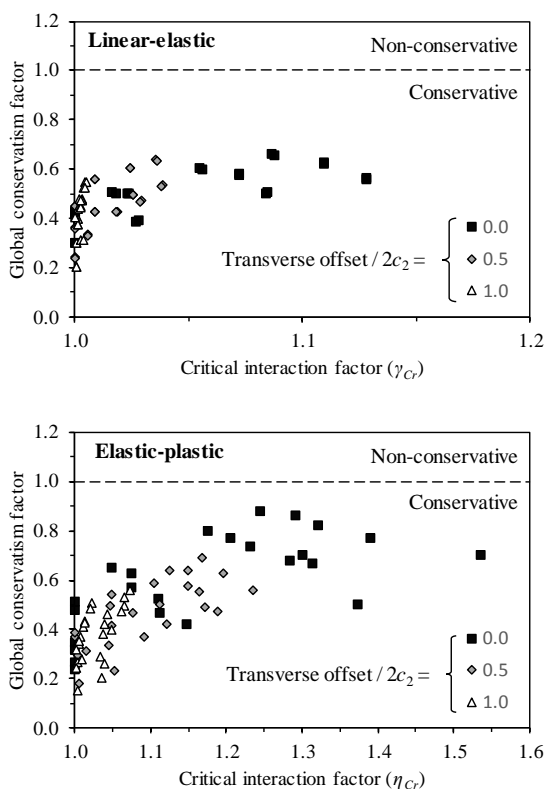 1.2
Linear-elastic
Non-conservative
1.0
Conservative
0.8
0.6
0.4
0.2
0.0
Global conservatism factor
Transverse offset / 2c₂ =
0.0
0.5
1.0
1.0 1.1 1.2
Critical interaction factor (γ_Cr)
1.2
Elastic-plastic
Non-conservative
1.0
Conservative
0.8
0.6
0.4
0.2
0.0
Global conservatism factor
Transverse offset / 2c₂ =
0.0
0.5
1.0
1.0 1.1 1.2 1.3 1.4 1.5 1.6
Critical interaction factor (η_Cr)